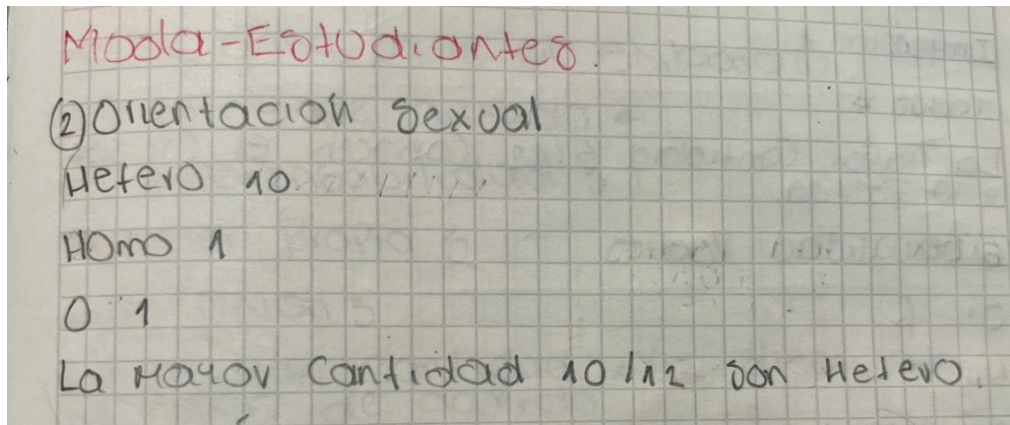 Moda-Estudiantes.
② Orientación sexual
Hetero 10
Homo 1
O 1
La mayor cantidad 10/12 son Hetero.